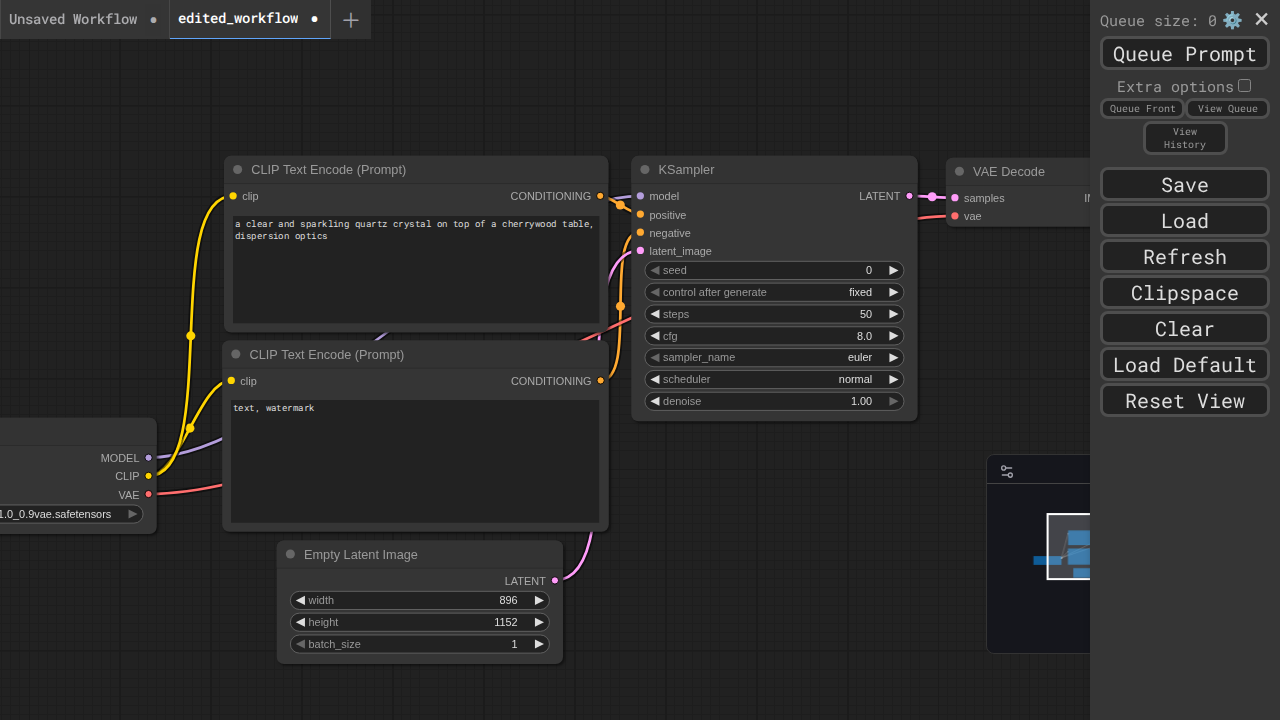 Unsaved Workflow
edited_workflow
Queue size: 0
Queue Prompt
Extra options
Queue Front
View Queue
View
History
Save
Load
Refresh
Clipspace
Clear
Load Default
Reset View
CLIP Text Encode (Prompt)
clip
CONDITIONING
a clear and sparkling quartz crystal on top of a cherrywood table,
dispersion optics
CLIP Text Encode (Prompt)
clip
CONDITIONING
text, watermark
MODEL
CLIP
VAE
1.0_0.9vae.safetensors
Empty Latent Image
LATENT
width 896
height 1152
batch_size 1
KSampler
model
LATENT
positive
negative
latent_image
seed 0
control after generate fixed
steps 50
cfg 8.0
sampler_name euler
scheduler normal
denoise 1.00
VAE Decode
samples
vae